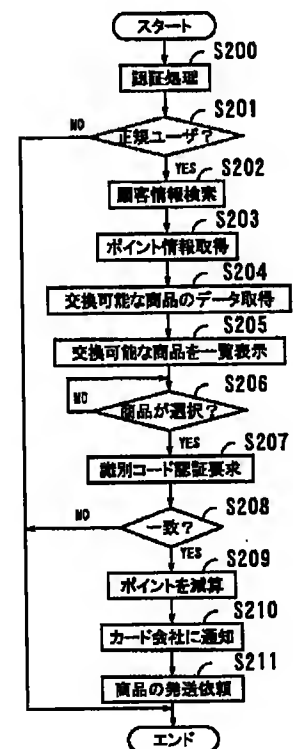 スタート
S200
認証処理
S201
NO
正規ユーザ?
YES
S202
顧客情報検索
S203
ポイント情報取得
S204
交換可能な商品のデータ取得
S205
交換可能な商品を一覧表示
S206
NO
商品が選択?
YES
S207
識別コード認証要求
S208
NO
一致?
YES
S209
ポイントを減算
S210
カード会社に通知
S211
商品の発送依頼
エンド